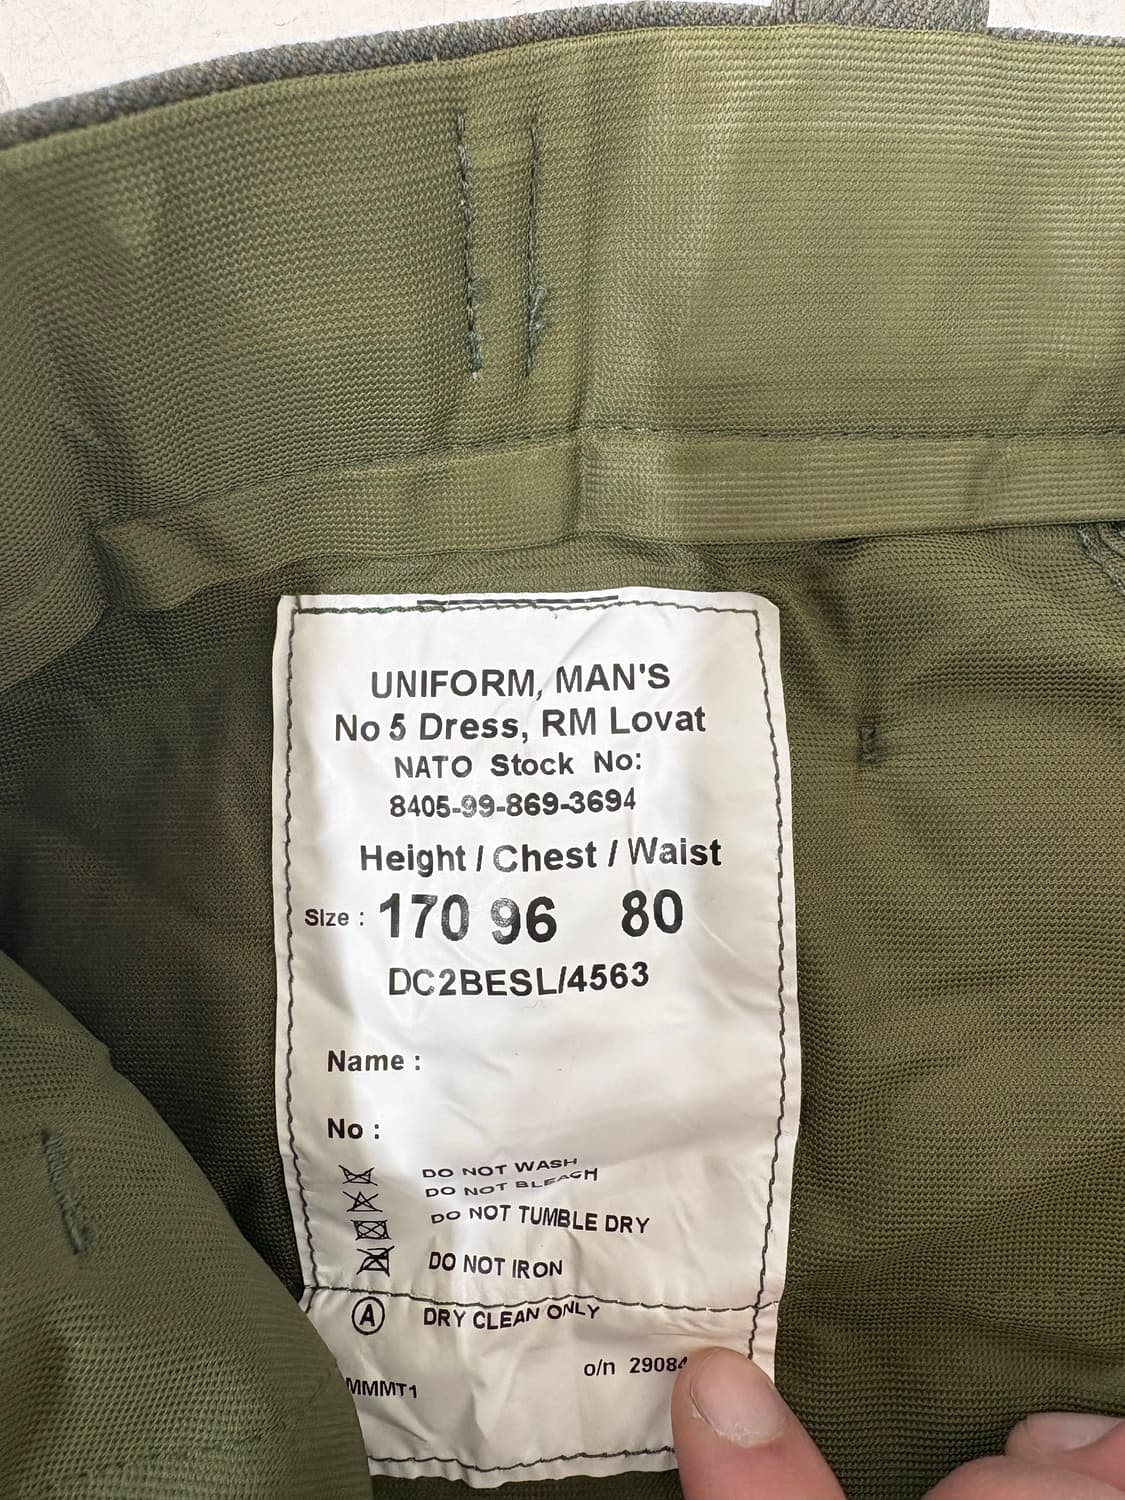 UNIFORM, MAN'S
No 5 Dress, RM Lovat
NATO Stock No:
8405-99-869-3694
Height / Chest / Waist
Size : 170 96 80
DC2BESL/4563
Name :
No :
DO NOT WASH
DO NOT BLEACH
DO NOT TUMBLE DRY
DO NOT IRON
A DRY CLEAN ONLY
o/n 29084
MMMT1